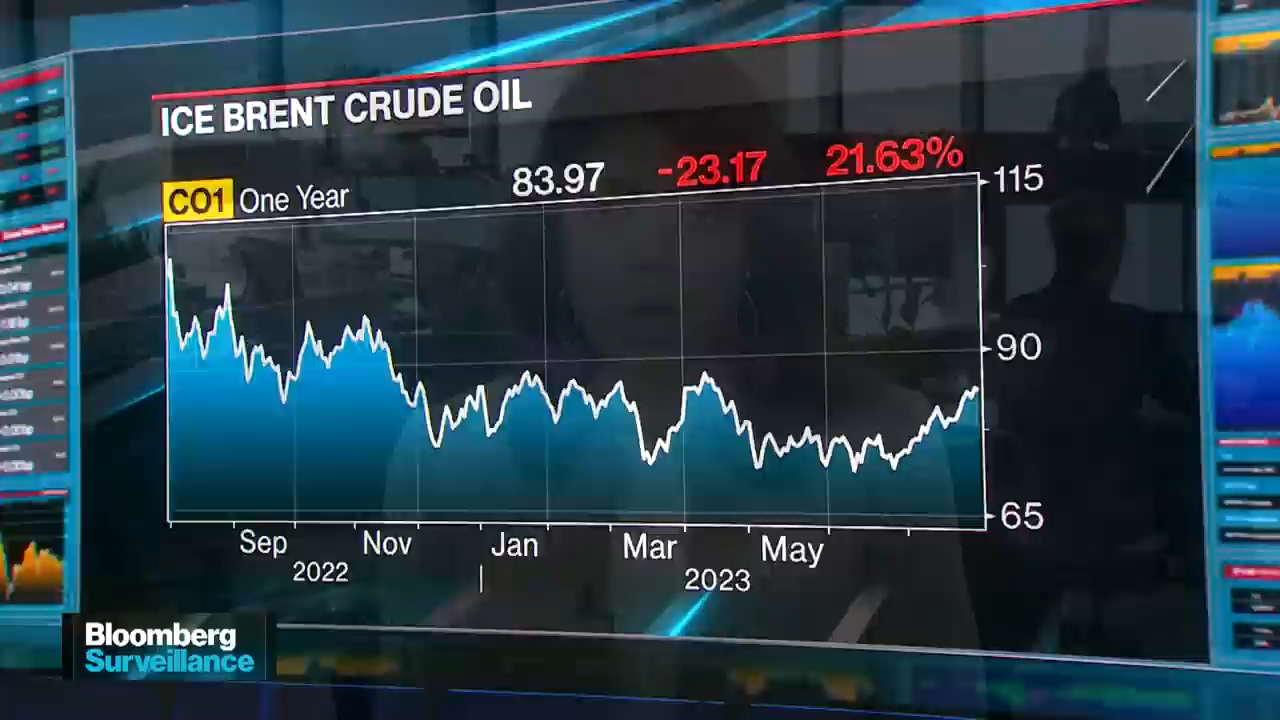 ICE BRENT CRUDE OIL
CO1 One Year 83.97 -23.17 21.63%
115
90
65
Sep Nov Jan Mar May
2022 2023
Bloomberg
Surveillance